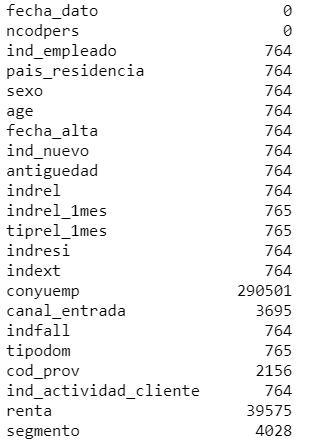 fecha_dato 0
ncodpers 0
ind_empleado 764
pais_residencia 764
sexo 764
age 764
fecha_alta 764
ind_nuevo 764
antiguedad 764
indrel 764
indrel_1mes 765
tiprel_1mes 765
indresi 764
indext 764
conyuemp 290501
canal_entrada 3695
indfall 764
tipodom 765
cod_prov 2156
ind_actividad_cliente 764
renta 39575
segmento 4028